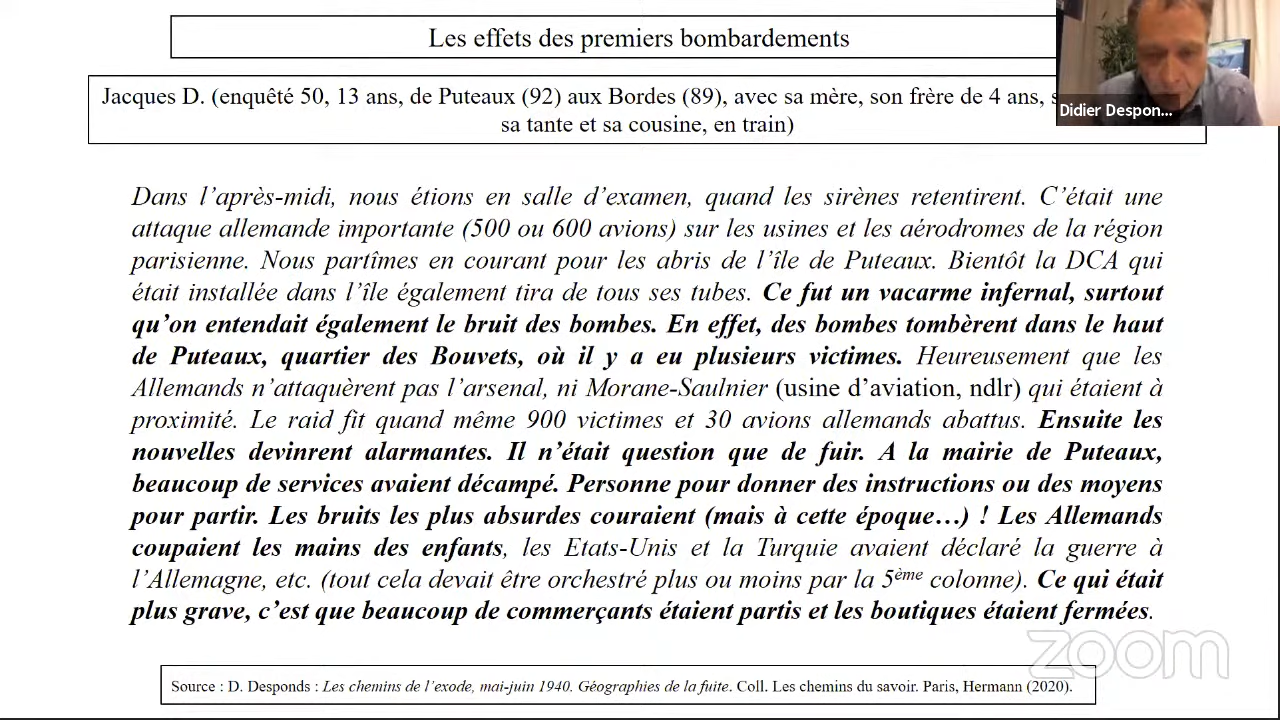 Les effets des premiers bombardements
Jacques D. (enquêté 50, 13 ans, de Puteaux (92) aux Bordes (89), avec sa mère, son frère de 4 ans,
sa tante et sa cousine, en train)
Didier Despon...
Dans l’après-midi, nous étions en salle d’examen, quand les sirènes retentirent. C’était une
attaque allemande importante (500 ou 600 avions) sur les usines et les aérodromes de la région
parisienne. Nous partîmes en courant pour les abris de l’île de Puteaux. Bientôt la DCA qui
était installée dans l’île également tira de tous ses tubes. Ce fut un vacarme infernal, surtout
qu’on entendait également le bruit des bombes. En effet, des bombes tombèrent dans le haut
de Puteaux, quartier des Bouvets, où il y a eu plusieurs victimes. Heureusement que les
Allemands n’attaquèrent pas l’arsenal, ni Morane-Saulnier (usine d’aviation, ndlr) qui étaient à
proximité. Le raid fit quand même 900 victimes et 30 avions allemands abattus. Ensuite les
nouvelles devinrent alarmantes. Il n’était question que de fuir. A la mairie de Puteaux,
beaucoup de services avaient décampé. Personne pour donner des instructions ou des moyens
pour partir. Les bruits les plus absurdes couraient (mais à cette époque…) ! Les Allemands
coupaient les mains des enfants, les Etats-Unis et la Turquie avaient déclaré la guerre à
l’Allemagne, etc. (tout cela devait être orchestré plus ou moins par la 5ème colonne). Ce qui était
plus grave, c’est que beaucoup de commerçants étaient partis et les boutiques étaient fermées.
zoom
Source : D. Desponds : Les chemins de l’exode, mai-juin 1940. Géographies de la fuite. Coll. Les chemins du savoir. Paris, Hermann (2020).